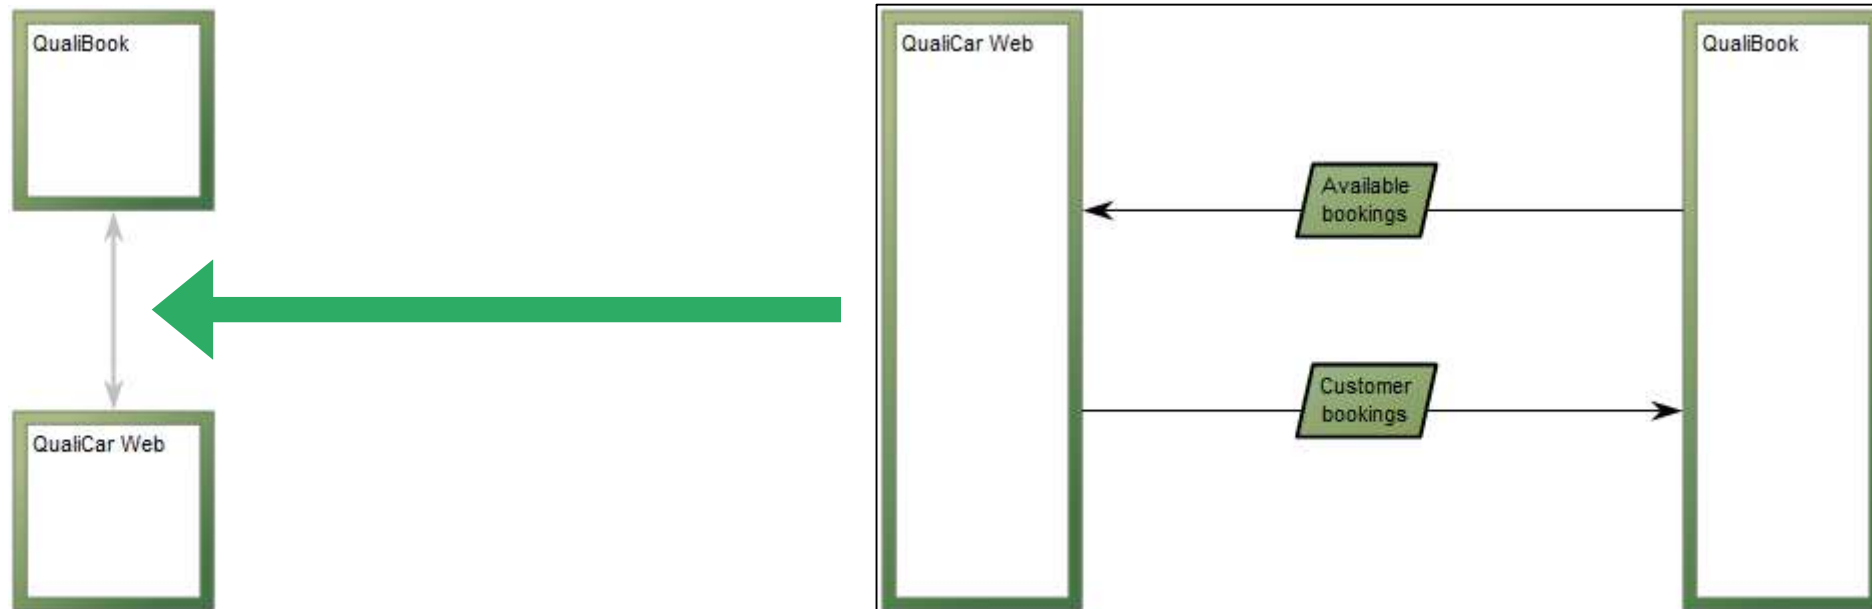 QualiBook
QualiCar Web
QualiCar Web
QualiBook
Available
bookings
Customer
bookings